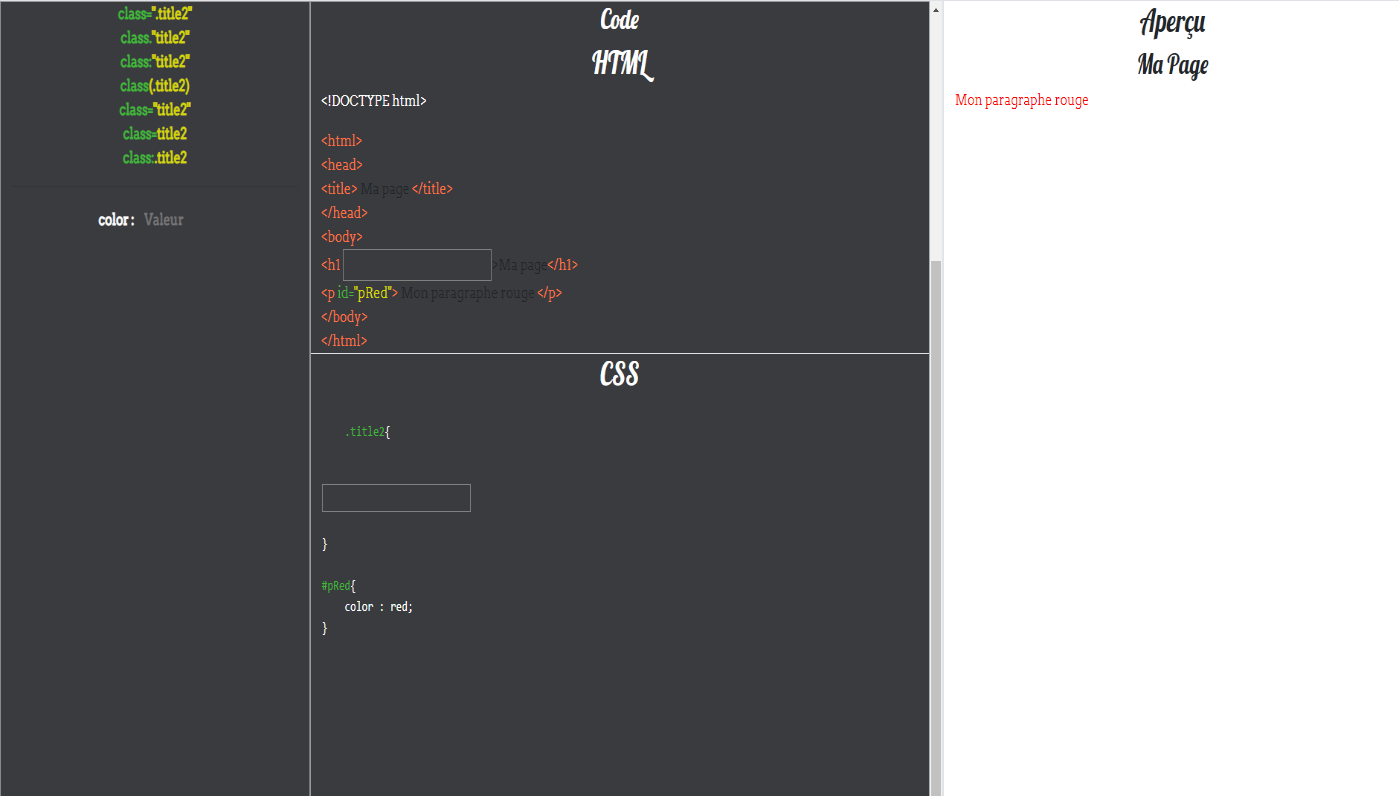 class=".title2"
class."title2"
class:"title2"
class(.title2)
class="title2"
class=title2
class:.title2
color : Valeur
Code
HTML
<!DOCTYPE html>
<html>
<head>
<title> Ma page </title>
</head>
<body>
<h1 >Ma page</h1>
<p id="pRed"> Mon paragraphe rouge </p>
</body>
</html>
CSS
.title2{
}
#pRed{
color : red;
}
Aperçu
Ma Page
Mon paragraphe rouge